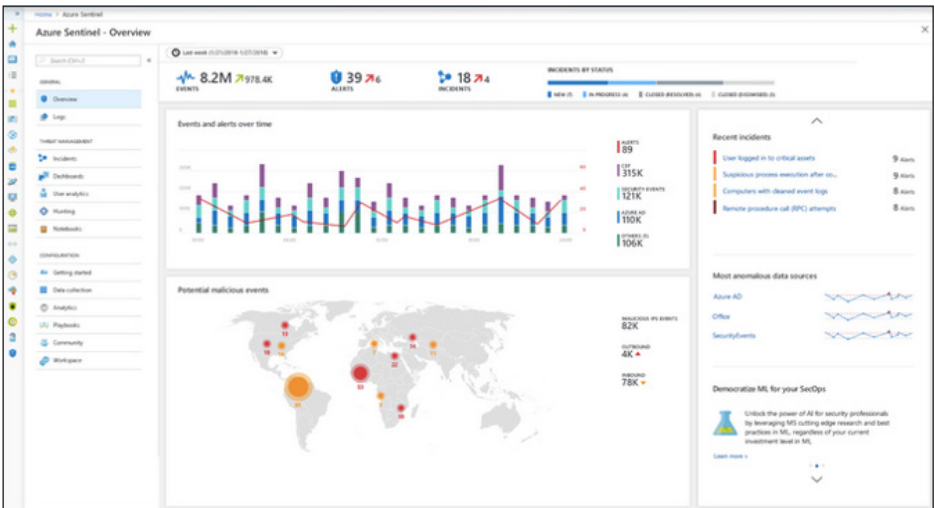 Home > Azure Sentinel
Azure Sentinel - Overview
Search (Ctrl+/)
GENERAL
Overview
Logs
THREAT MANAGEMENT
Incidents
Dashboards
User analytics
Hunting
Notebooks
CONFIGURATION
Getting started
Data collection
Analytics
Playbooks
Community
Workspace
8.2M 978.4K
EVENTS
39 6
ALERTS
18 4
INCIDENTS
INCIDENTS BY STATUS
Events and alerts over time
ALERTS
89
CEF
315K
SECURITY EVENTS
121K
AZURE AD
110K
OTHERS (5)
106K
Potential malicious events
MALICIOUS IPS EVENTS
82K
OUTBOUND
4K
INBOUND
78K
Recent incidents
User logged in to critical assets 9 Alerts
Suspicious process execution after co... 9 Alerts
Computers with cleaned event logs 8 Alerts
Remote procedure call (RPC) attempts 8 Alerts
Most anomalous data sources
Azure AD
Office
SecurityEvents
Democratize ML for your SecOps
Unlock the power of AI for security professionals
by leveraging MS cutting edge research and best
practices in ML, regardless of your current
investment level in ML
Learn more >